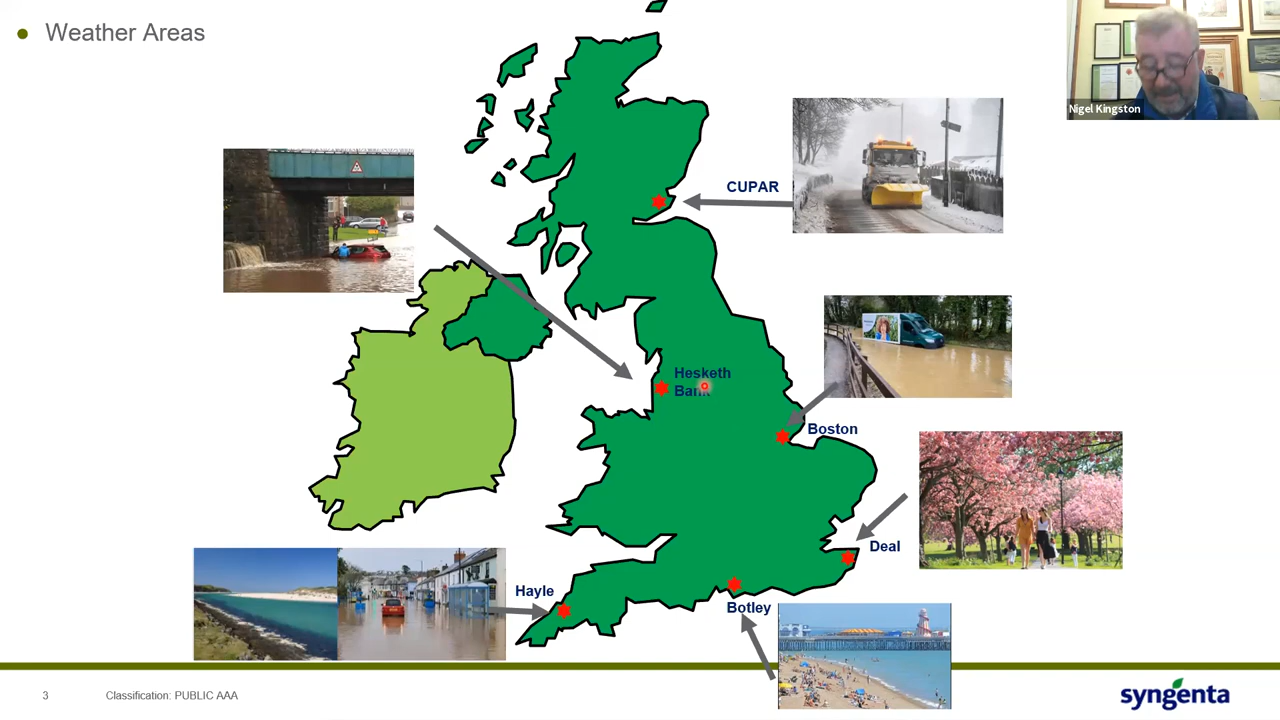 Weather Areas
Nigel Kingston
CUPAR
Hesketh
Bank
Boston
Deal
Hayle
Botley
3
Classification: PUBLIC AAA
syngenta